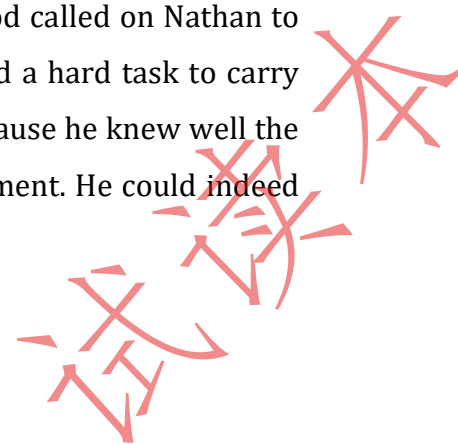 od called on Nathan to
d a hard task to carry
ause he knew well the
ment. He could indeed
试读本